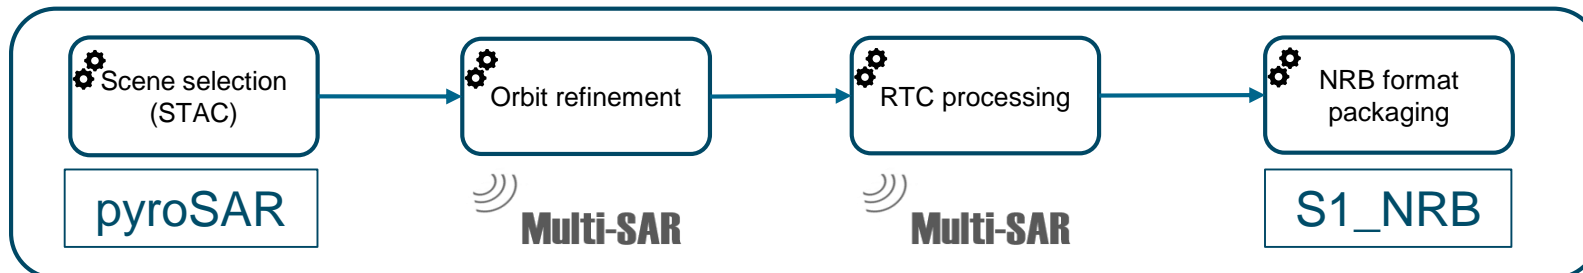 Scene selection
(STAC)
Orbit refinement
RTC processing
NRB format
packaging
pyroSAR
Multi-SAR
Multi-SAR
S1_NRB